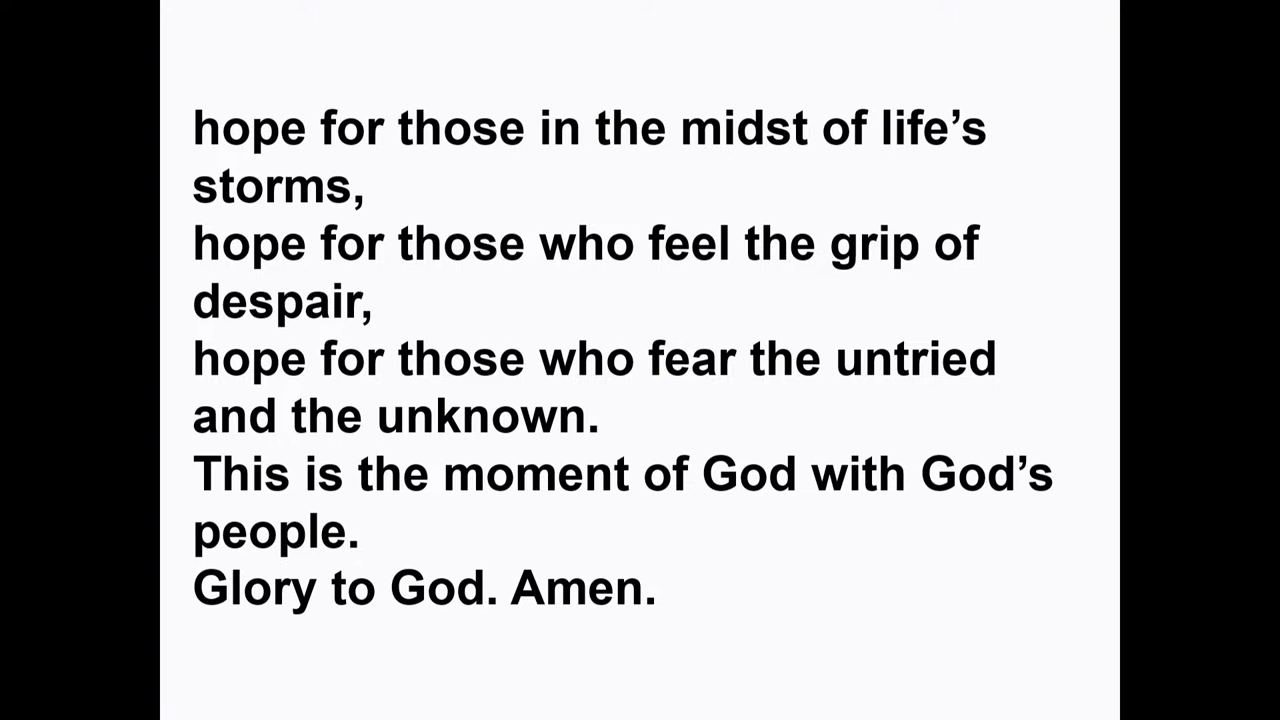 hope for those in the midst of life’s
storms,
hope for those who feel the grip of
despair,
hope for those who fear the untried
and the unknown.
This is the moment of God with God’s
people.
Glory to God. Amen.